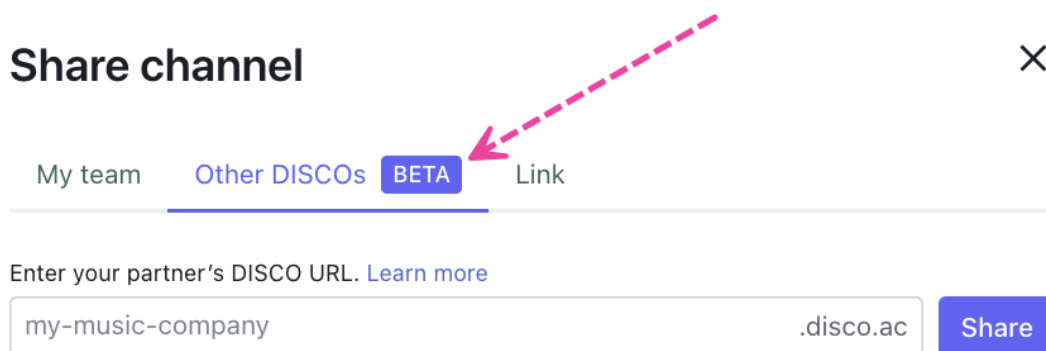 Share channel
My team Other DISCOs BETA Link
Enter your partner’s DISCO URL. Learn more
my-music-company .disco.ac Share